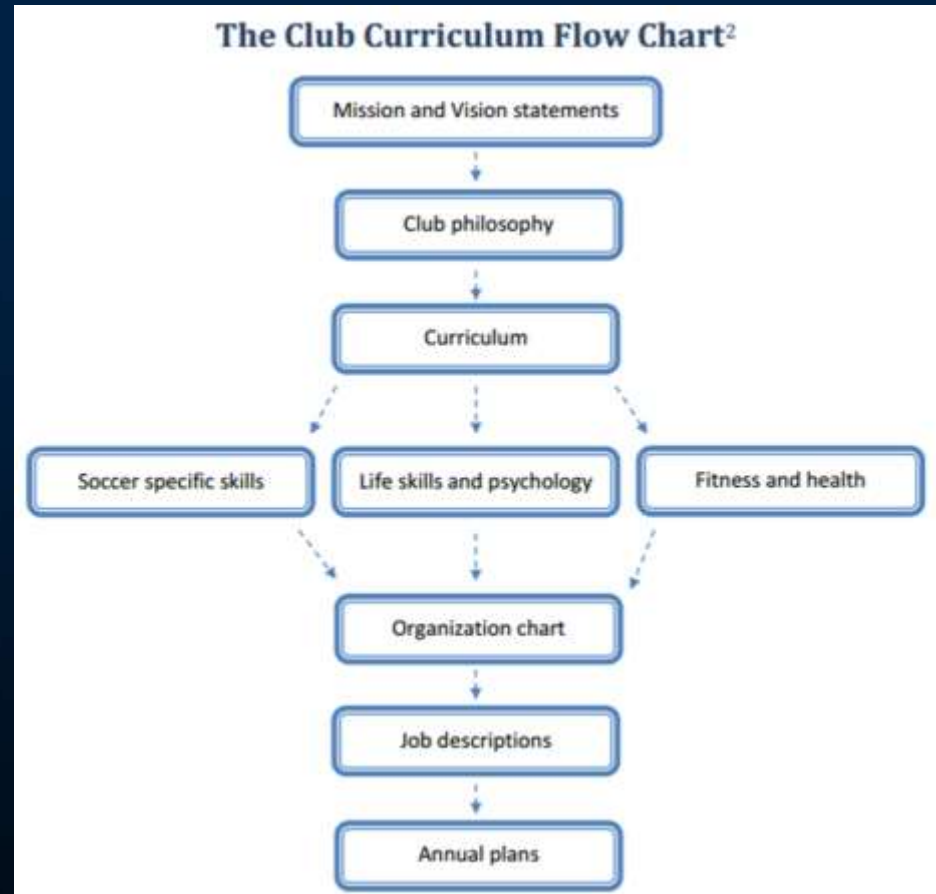 The Club Curriculum Flow Chart²
Mission and Vision statements
Club philosophy
Curriculum
Soccer specific skills
Life skills and psychology
Fitness and health
Organization chart
Job descriptions
Annual plans